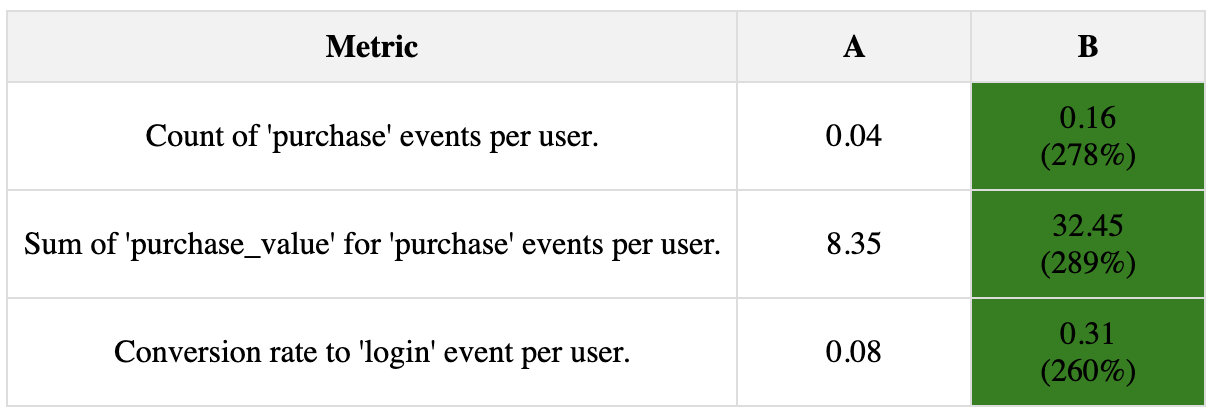 Metric A B
Count of 'purchase' events per user. 0.04 0.16
(278%)
Sum of 'purchase_value' for 'purchase' events per user. 8.35 32.45
(289%)
Conversion rate to 'login' event per user. 0.08 0.31
(260%)